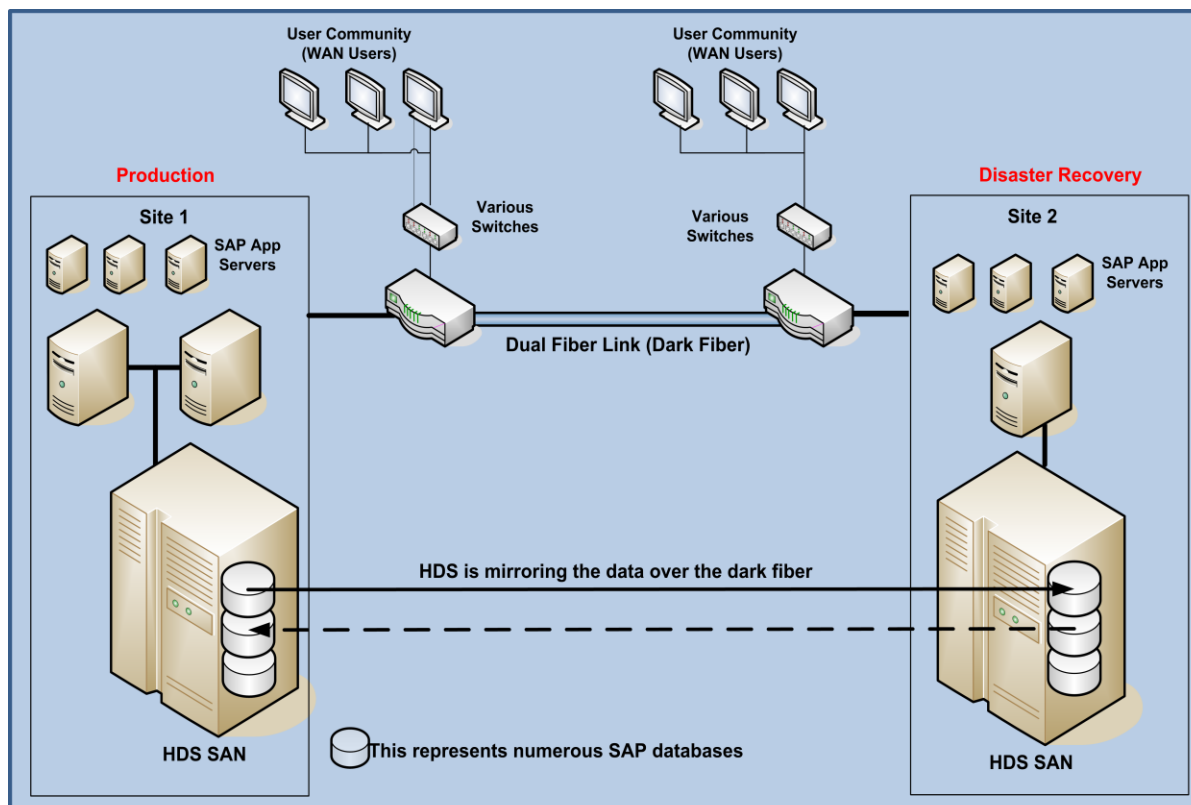 User Community
(WAN Users)
User Community
(WAN Users)
Production
Disaster Recovery
Site 1
SAP App
Servers
Various
Switches
Various
Switches
Site 2
SAP App
Servers
Dual Fiber Link (Dark Fiber)
HDS is mirroring the data over the dark fiber
HDS SAN
This represents numerous SAP databases
HDS SAN